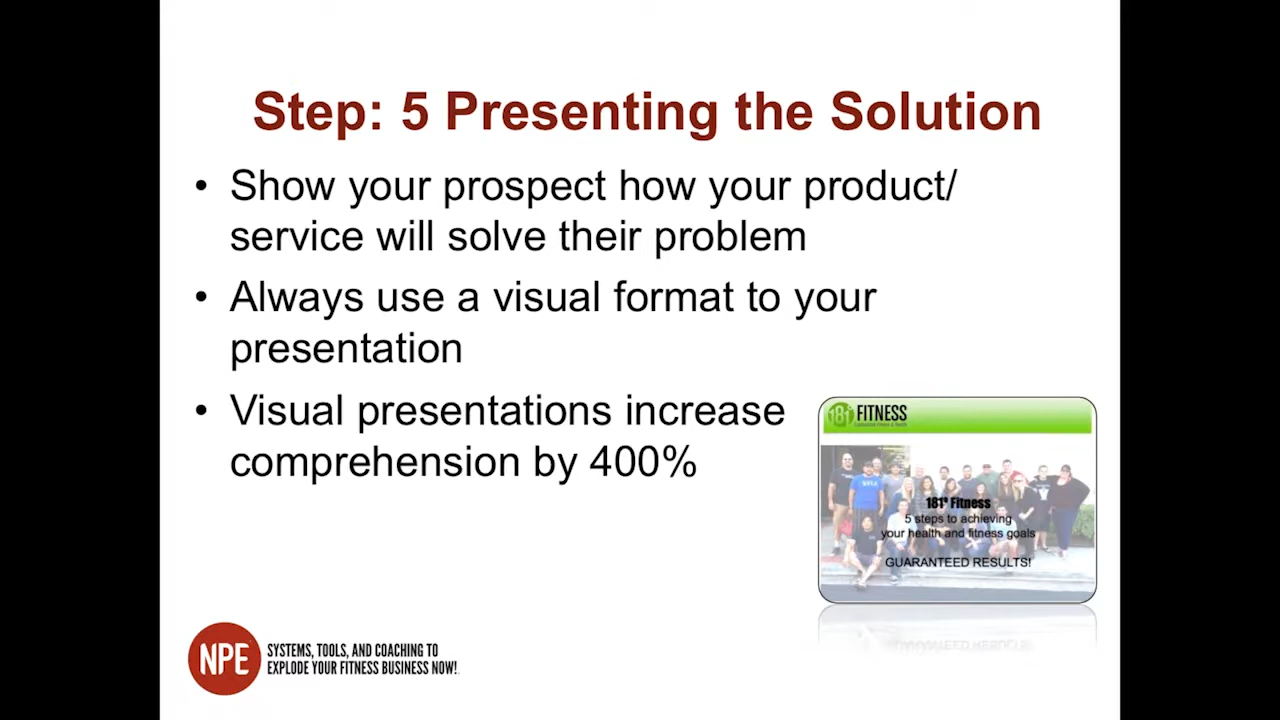 Step: 5 Presenting the Solution
• Show your prospect how your product/
service will solve their problem
• Always use a visual format to your
presentation
• Visual presentations increase
comprehension by 400%
181° FITNESS
181° Fitness
5 steps to achieving
your health and fitness goals
GUARANTEED RESULTS!
NPE
SYSTEMS, TOOLS, AND COACHING TO
EXPLODE YOUR FITNESS BUSINESS NOW!